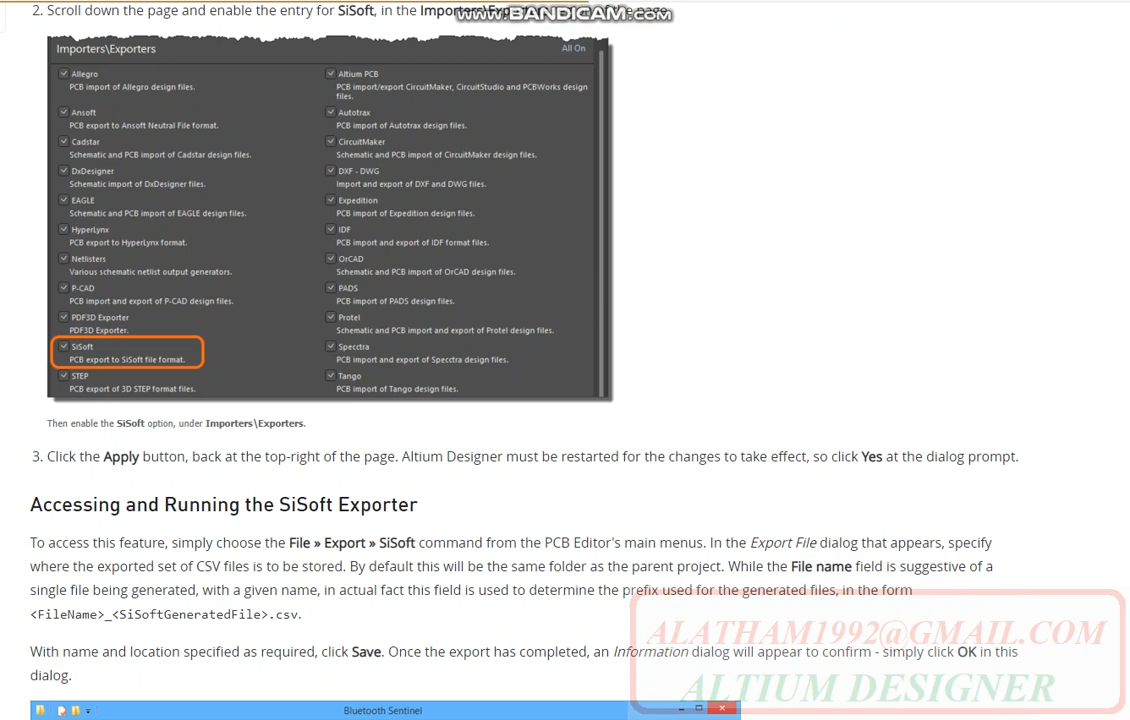 2. Scroll down the page and enable the entry for SiSoft, in the Importers\Exp
www.BANDICAM.com
Importers\Exporters
All On
Allegro
PCB import of Allegro design files.
Altium PCB
PCB import/export CircuitMaker, CircuitStudio and PCBWorks design
files.
Ansoft
PCB export to Ansoft Neutral File format.
Autotrax
PCB import of Autotrax design files.
Cadstar
Schematic and PCB import of Cadstar design files.
CircuitMaker
Schematic and PCB import of CircuitMaker design files.
DxDesigner
Schematic import of DxDesigner files.
DXF - DWG
Import and export of DXF and DWG files.
EAGLE
Schematic and PCB import of EAGLE design files.
Expedition
PCB import of Expedition design files.
HyperLynx
PCB export to HyperLynx format.
IDF
PCB import and export of IDF format files.
Netlisters
Various schematic netlist output generators.
OrCAD
Schematic and PCB import of OrCAD design files.
P-CAD
PCB import and export of P-CAD design files.
PADS
PCB import of PADS design files.
PDF3D Exporter
PDF3D Exporter.
Protel
Schematic and PCB import and export of Protel design files.
SiSoft
PCB export to SiSoft file format.
Specctra
PCB import and export of Specctra design files.
STEP
PCB export of 3D STEP format files.
Tango
PCB import of Tango design files.
Then enable the SiSoft option, under Importers\Exporters.
3. Click the Apply button, back at the top-right of the page. Altium Designer must be restarted for the changes to take effect, so click Yes at the dialog prompt.
Accessing and Running the SiSoft Exporter
To access this feature, simply choose the File » Export » SiSoft command from the PCB Editor's main menus. In the Export File dialog that appears, specify
where the exported set of CSV files is to be stored. By default this will be the same folder as the parent project. While the File name field is suggestive of a
single file being generated, with a given name, in actual fact this field is used to determine the prefix used for the generated files, in the form
<FileName>_<SiSoftGeneratedFile>.csv.
ALATHAM1992@GMAIL.COM
With name and location specified as required, click Save. Once the export has completed, an Information dialog will appear to confirm - simply click OK in this
dialog.
ALTIUM DESIGNER
Bluetooth Sentinel